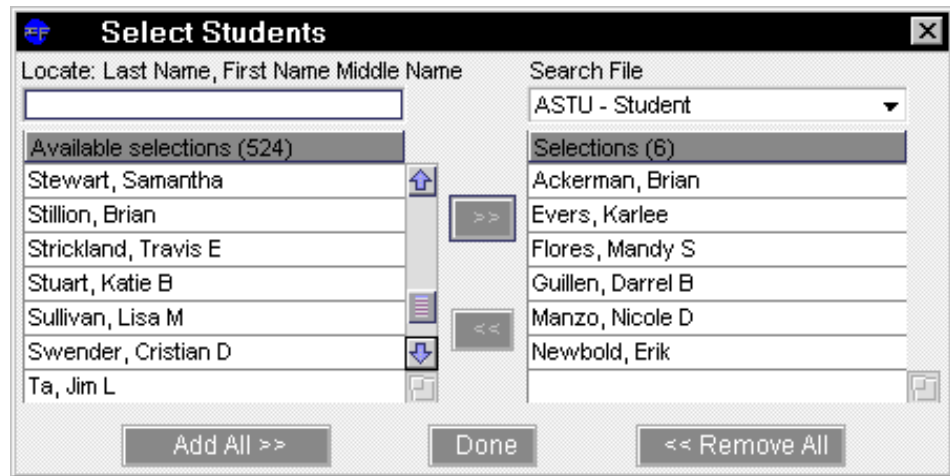 EF Select Students
Locate: Last Name, First Name Middle Name
Search File
ASTU - Student
Available selections (524)
Stewart, Samantha
Stillion, Brian
Strickland, Travis E
Stuart, Katie B
Sullivan, Lisa M
Swender, Cristian D
Ta, Jim L
>>
<<
Selections (6)
Ackerman, Brian
Evers, Karlee
Flores, Mandy S
Guillen, Darrel B
Manzo, Nicole D
Newbold, Erik
Add All >>
Done
<< Remove All